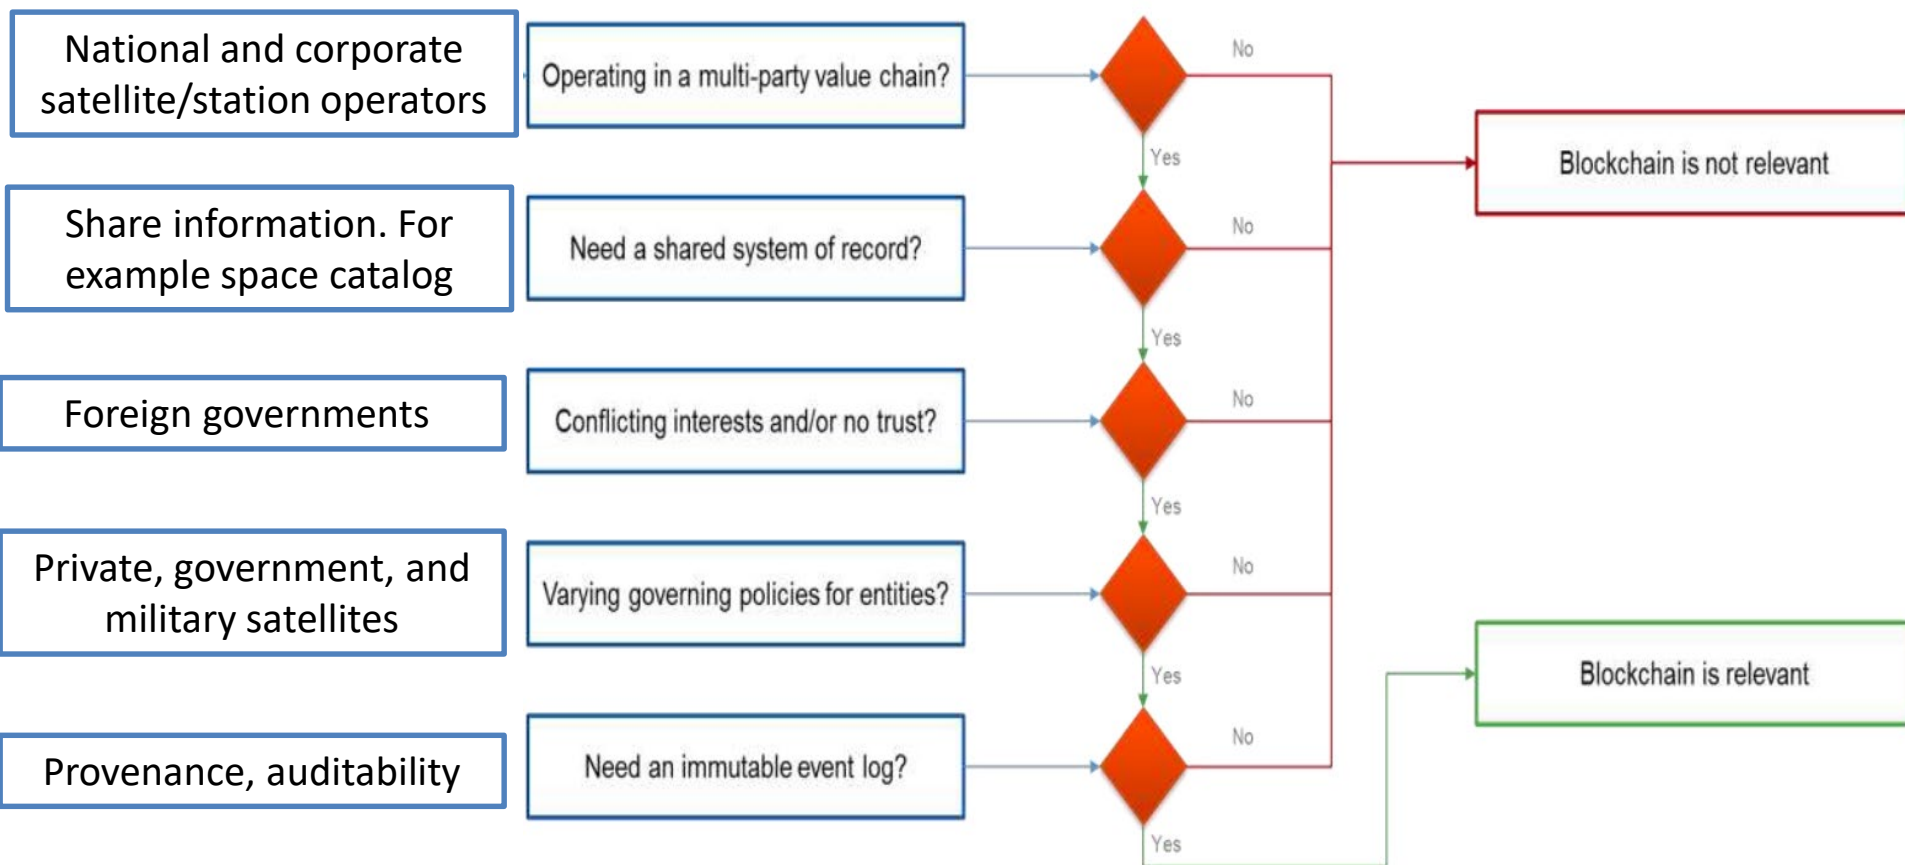 National and corporate
satellite/station operators
Operating in a multi-party value chain?
No
Yes
Blockchain is not relevant
Share information. For
example space catalog
Need a shared system of record?
No
Yes
Foreign governments
Conflicting interests and/or no trust?
No
Yes
Private, government, and
military satellites
Varying governing policies for entities?
No
Yes
Blockchain is relevant
Provenance, auditability
Need an immutable event log?
No
Yes